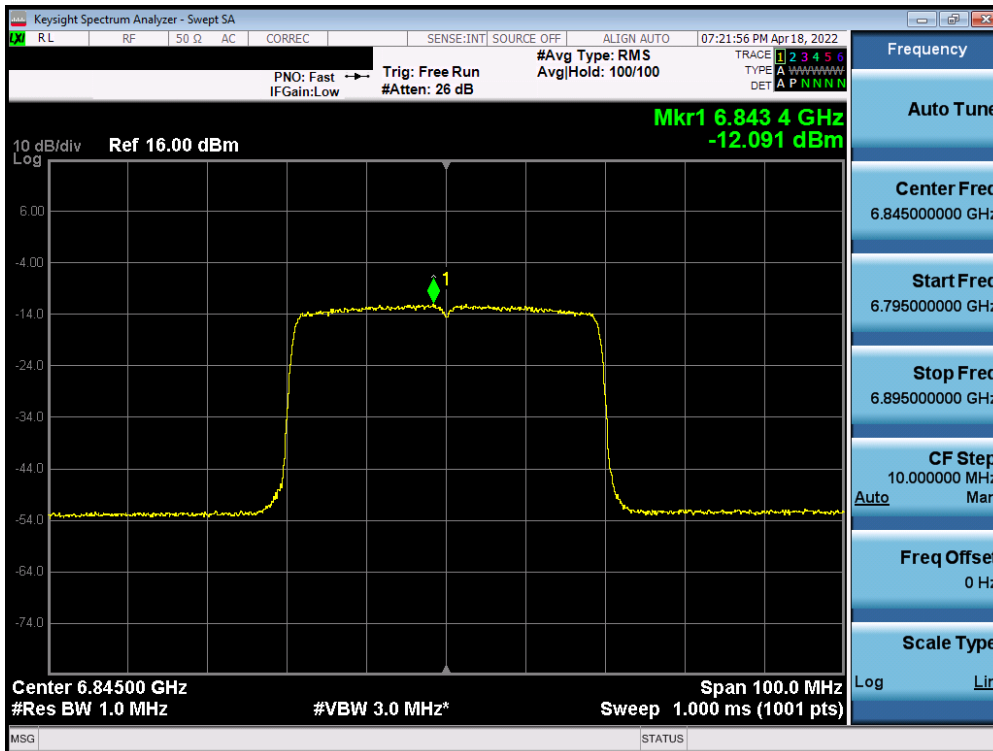 Keysight Spectrum Analyzer - Swept SA
LXI RL RF 50 Ω AC CORREC SENSE:INT SOURCE OFF ALIGN AUTO 07:21:56 PM Apr 18, 2022
PNO: Fast
IFGain:Low
Trig: Free Run
#Atten: 26 dB
#Avg Type: RMS
Avg|Hold: 100/100
TRACE 1 2 3 4 5 6
TYPE A WWWWW
DET A P N N N N
Mkr1 6.843 4 GHz
-12.091 dBm
10 dB/div
Log
Ref 16.00 dBm
6.00
-4.00
1
-14.0
-24.0
-34.0
-44.0
-54.0
-64.0
-74.0
Center 6.84500 GHz
Span 100.0 MHz
#Res BW 1.0 MHz
#VBW 3.0 MHz*
Sweep 1.000 ms (1001 pts)
MSG
STATUS
Frequency
Auto Tune
Center Freq
6.845000000 GHz
Start Freq
6.795000000 GHz
Stop Freq
6.895000000 GHz
CF Step
10.000000 MHz
Auto Man
Freq Offset
0 Hz
Scale Type
Log Lin